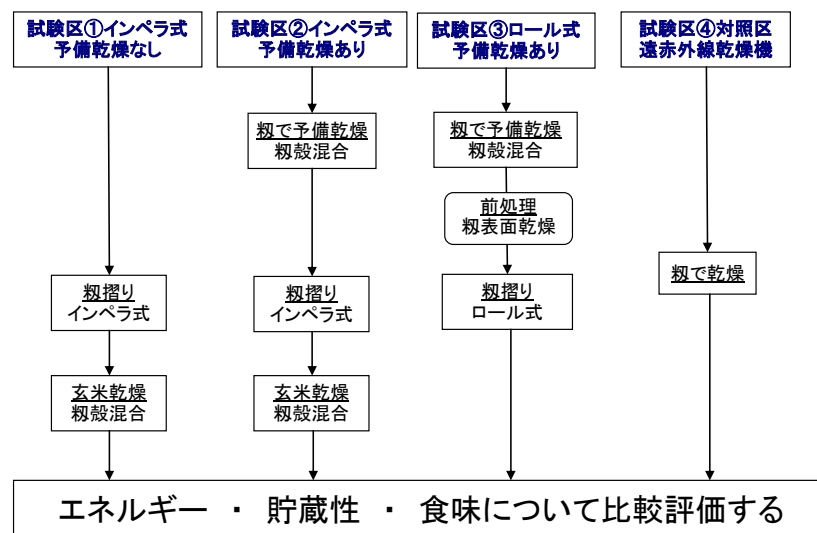 試験区①インペラ式
予備乾燥なし
試験区②インペラ式
予備乾燥あり
試験区③ロール式
予備乾燥あり
試験区④対照区
遠赤外線乾燥機
籾で予備乾燥
籾殻混合
籾で予備乾燥
籾殻混合
前処理
籾表面乾燥
籾で乾燥
籾摺り
インペラ式
籾摺り
インペラ式
籾摺り
ロール式
玄米乾燥
籾殻混合
玄米乾燥
籾殻混合
エネルギー ・ 貯蔵性 ・ 食味について比較評価する